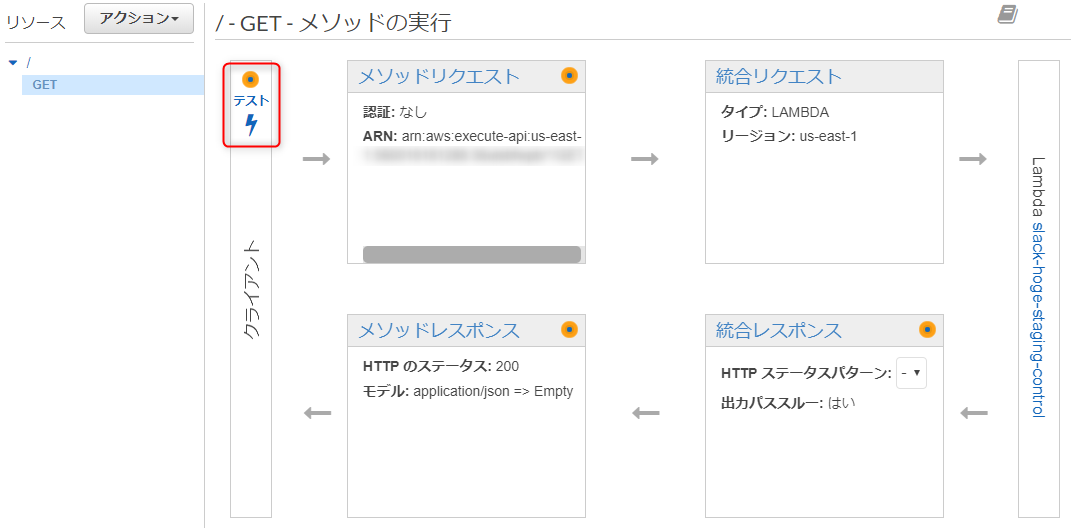 リソース
アクション
/
GET
/ - GET - メソッドの実行
テスト
クライアント
メソッドリクエスト
認証: なし
ARN: arn:aws:execute-api:us-east-
統合リクエスト
タイプ: LAMBDA
リージョン: us-east-1
Lambda slack-hoge-staging-control
メソッドレスポンス
HTTP のステータス: 200
モデル: application/json => Empty
統合レスポンス
HTTP ステータスパターン: -
出力パススルー: はい